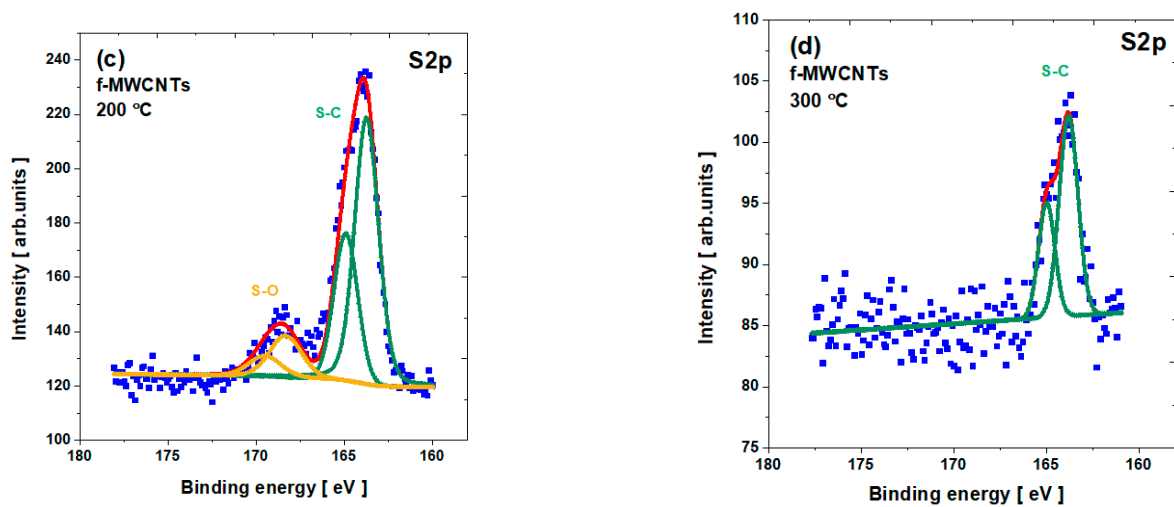 (c)
S2p
f-MWCNTs
200 °C
S-C
S-O
240
220
200
180
160
140
120
100
180
175
170
165
160
Intensity [ arb.units ]
Binding energy [ eV ]
(d)
S2p
f-MWCNTs
300 °C
S-C
110
105
100
95
90
85
80
75
180
175
170
165
160
Intensity [ arb.units ]
Binding energy [ eV ]